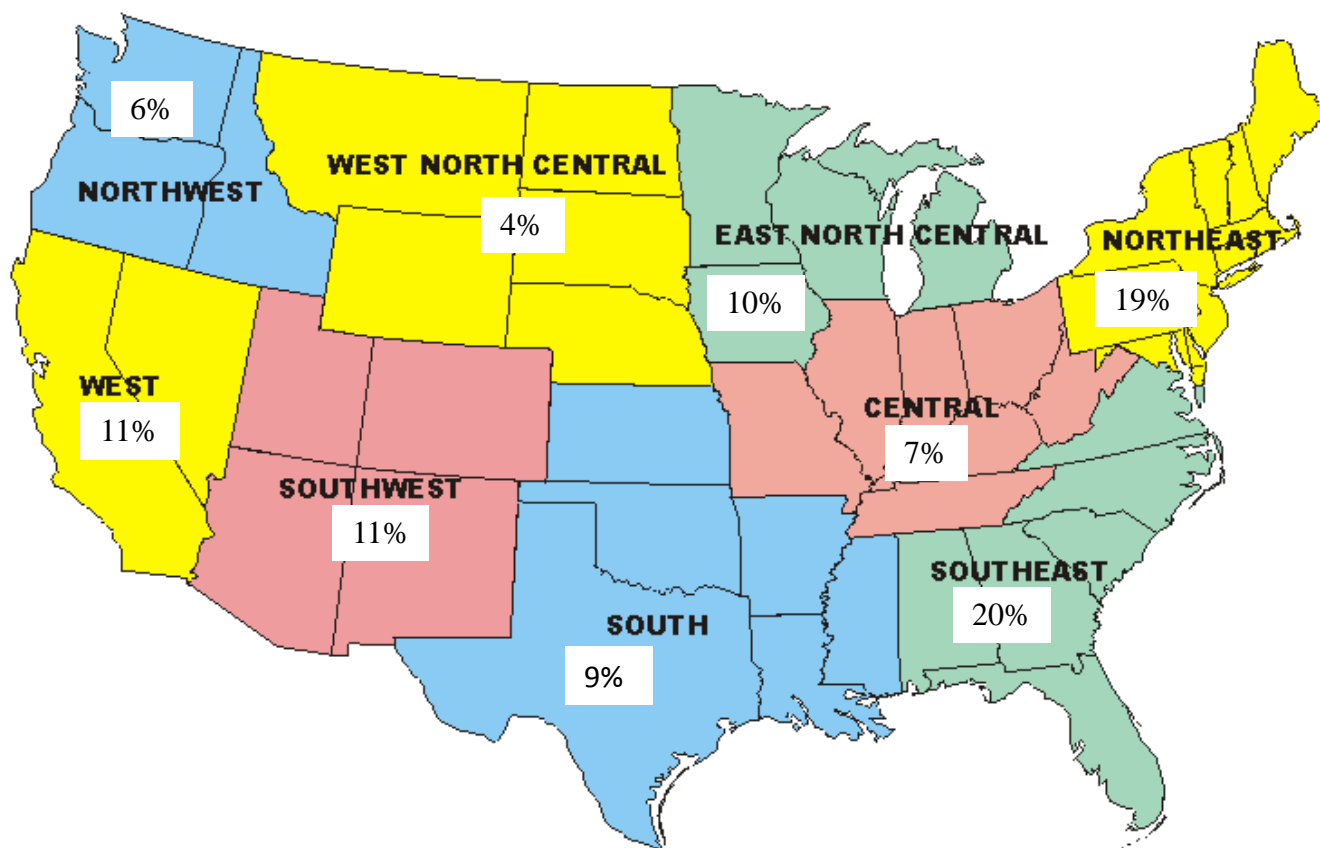 6%
NORTHWEST
WEST NORTH CENTRAL
4%
EAST NORTH CENTRAL
10%
NORTHEAST
19%
WEST
11%
SOUTHWEST
11%
CENTRAL
7%
SOUTH
9%
SOUTHEAST
20%